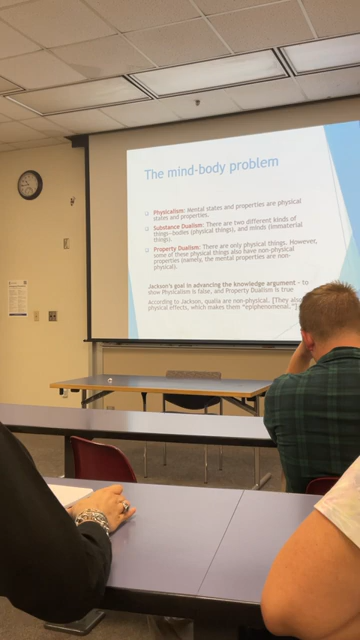 The mind-body problem
Physicalism: Mental states and properties are physical
states and properties.
Substance Dualism: There are two different kinds of
things—bodies (physical things), and minds (immaterial
things).
Property Dualism: There are only physical things. However,
some of these physical things also have non-physical
properties (namely, the mental properties are non-
physical).
Jackson's goal in advancing the knowledge argument – to
show Physicalism is false, and Property Dualism is true
According to Jackson, qualia are non-physical. [They also
physical effects, which makes them "epiphenomenal."